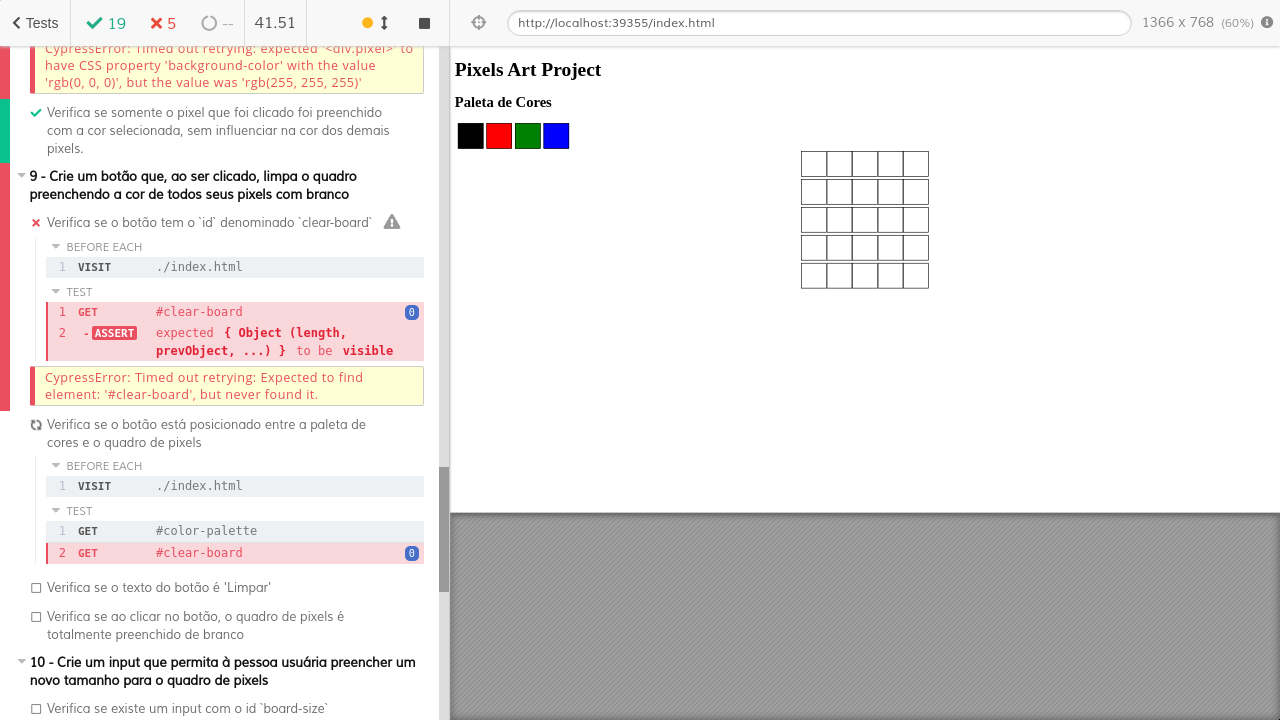 Tests
19
5
--
41.51
http://localhost:39355/index.html
1366 x 768 (60%)
CypressError: Timed out retrying: expected '<div.pixel>' to
have CSS property 'background-color' with the value
'rgb(0, 0, 0)', but the value was 'rgb(255, 255, 255)'
Verifica se somente o pixel que foi clicado foi preenchido
com a cor selecionada, sem influenciar na cor dos demais
pixels.
9 - Crie um botão que, ao ser clicado, limpa o quadro
preenchendo a cor de todos seus pixels com branco
Verifica se o botão tem o `id` denominado `clear-board`
BEFORE EACH
1 VISIT ./index.html
TEST
1 GET #clear-board 0
2 -ASSERT expected { Object (length,
prevObject, ...) } to be visible
CypressError: Timed out retrying: Expected to find
element: '#clear-board', but never found it.
Verifica se o botão está posicionado entre a paleta de
cores e o quadro de pixels
BEFORE EACH
1 VISIT ./index.html
TEST
1 GET #color-palette
2 GET #clear-board 0
Verifica se o texto do botão é 'Limpar'
Verifica se ao clicar no botão, o quadro de pixels é
totalmente preenchido de branco
10 - Crie um input que permita à pessoa usuária preencher um
novo tamanho para o quadro de pixels
Verifica se existe um input com o id `board-size`
Pixels Art Project
Paleta de Cores